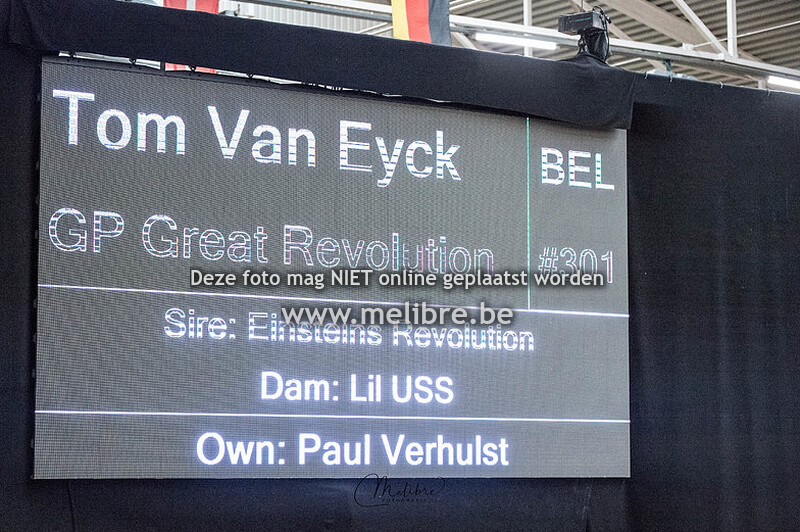 Tom Van Eyck BEL
GP Great Revolution #301
Deze foto mag NIET online geplaatst worden
www.melibre.be
Sire: Einsteins Revolution
Dam: Lil USS
Own: Paul Verhulst
Melibre